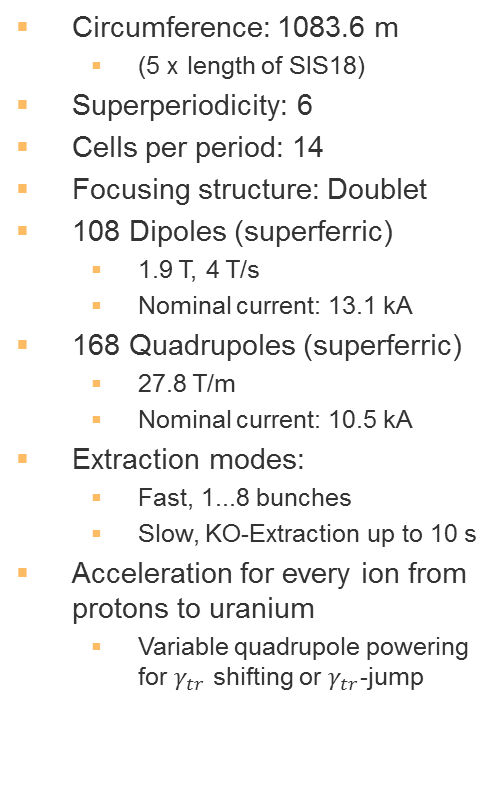 ▪ Circumference: 1083.6 m
▪ (5 x length of SIS18)
▪ Superperiodicity: 6
▪ Cells per period: 14
▪ Focusing structure: Doublet
▪ 108 Dipoles (superferric)
▪ 1.9 T, 4 T/s
▪ Nominal current: 13.1 kA
▪ 168 Quadrupoles (superferric)
▪ 27.8 T/m
▪ Nominal current: 10.5 kA
▪ Extraction modes:
▪ Fast, 1...8 bunches
▪ Slow, KO-Extraction up to 10 s
▪ Acceleration for every ion from
protons to uranium
▪ Variable quadrupole powering
for γ_tr shifting or γ_tr-jump